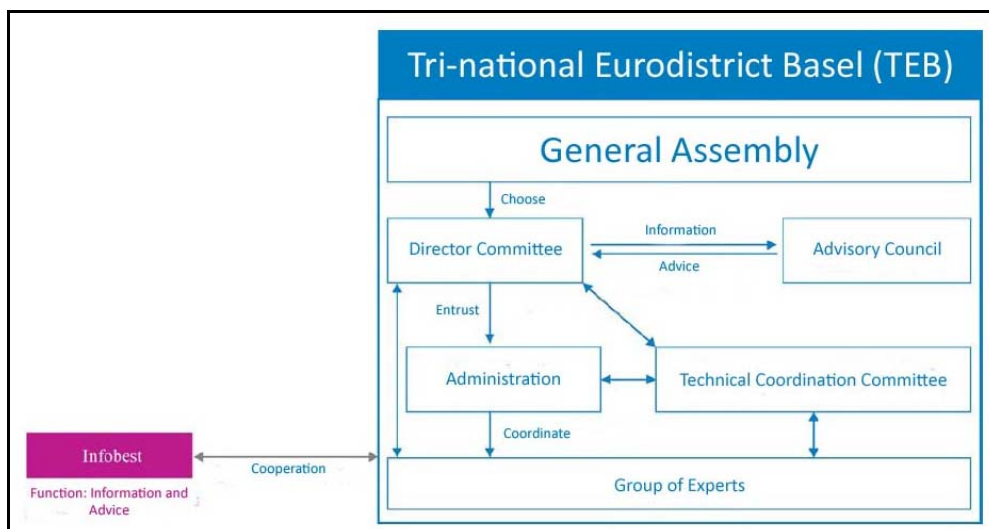 Tri-national Eurodistrict Basel (TEB)
General Assembly
Choose
Director Committee
Information
Advice
Advisory Council
Entrust
Administration
Technical Coordination Committee
Coordinate
Infobest
Cooperation
Function: Information and
Advice
Group of Experts